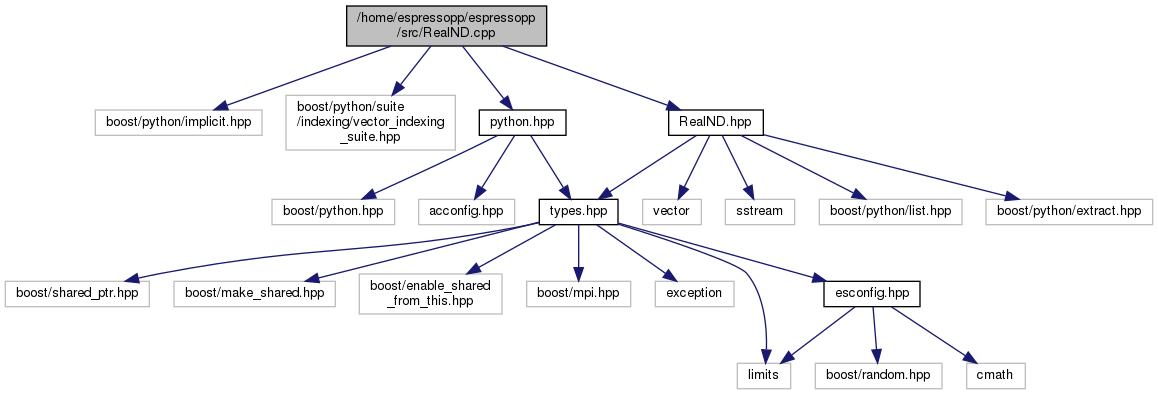 /home/espressopp/espressopp
/src/RealND.cpp
boost/python/implicit.hpp
boost/python/suite
/indexing/vector_indexing
_suite.hpp
python.hpp
RealND.hpp
boost/python.hpp
acconfig.hpp
types.hpp
vector
sstream
boost/python/list.hpp
boost/python/extract.hpp
boost/shared_ptr.hpp
boost/make_shared.hpp
boost/enable_shared
_from_this.hpp
boost/mpi.hpp
exception
esconfig.hpp
limits
boost/random.hpp
cmath